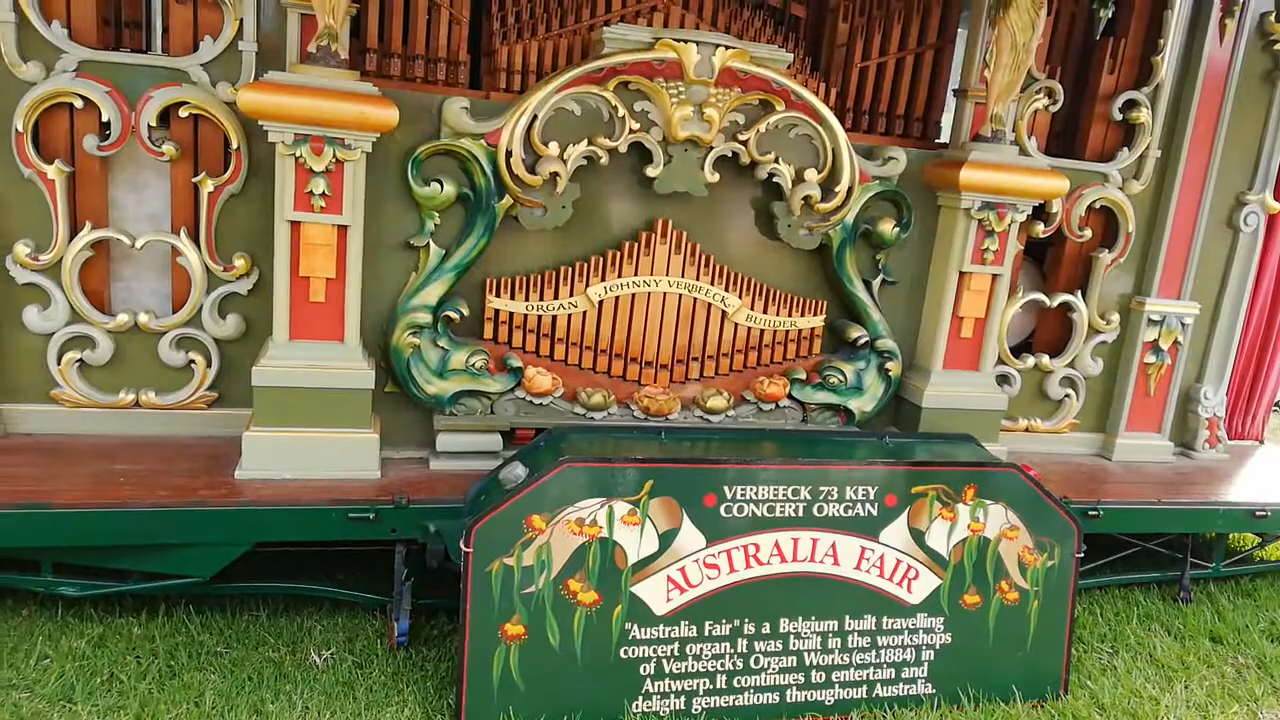 ORGAN JOHNNY VERBEECK BUILDER
VERBEECK 73 KEY
CONCERT ORGAN
AUSTRALIA FAIR
"Australia Fair" is a Belgium built travelling
concert organ. It was built in the workshops
of Verbeeck's Organ Works (est.1884) in
Antwerp. It continues to entertain and
delight generations throughout Australia.